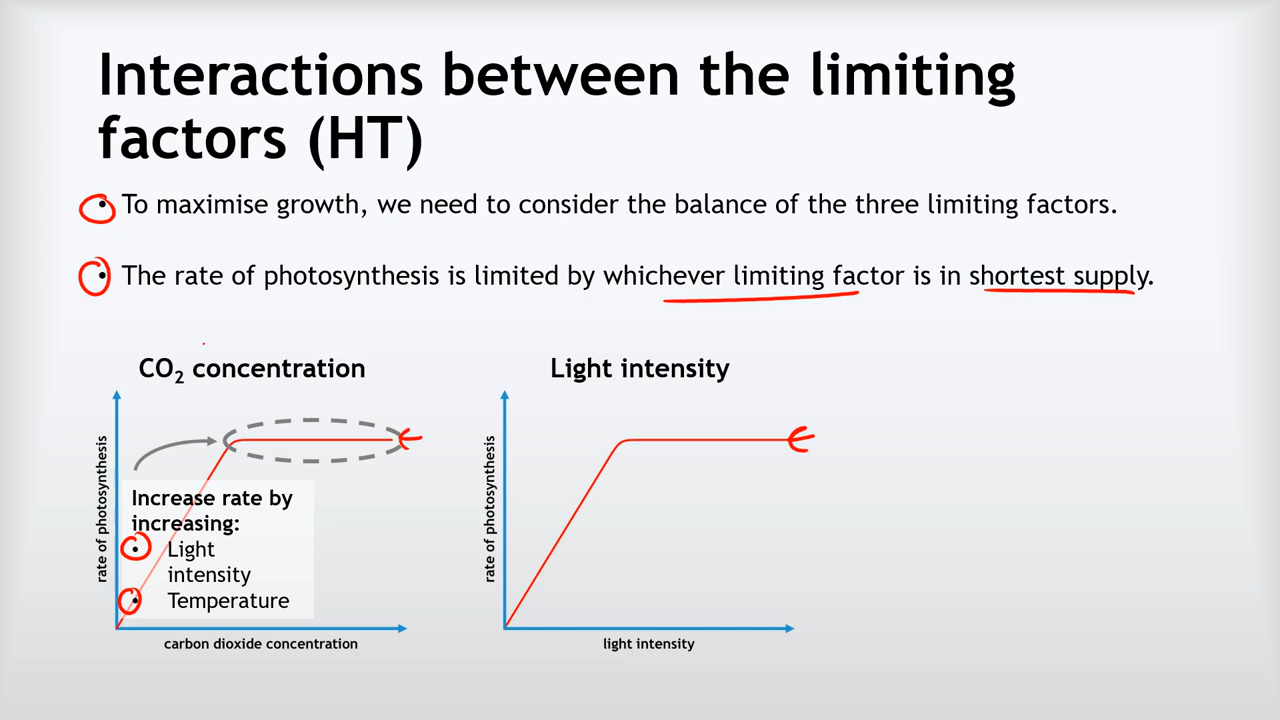 Interactions between the limiting
factors (HT)
• To maximise growth, we need to consider the balance of the three limiting factors.
• The rate of photosynthesis is limited by whichever limiting factor is in shortest supply.
CO₂ concentration
rate of photosynthesis
Increase rate by
increasing:
• Light
intensity
• Temperature
carbon dioxide concentration
Light intensity
rate of photosynthesis
light intensity